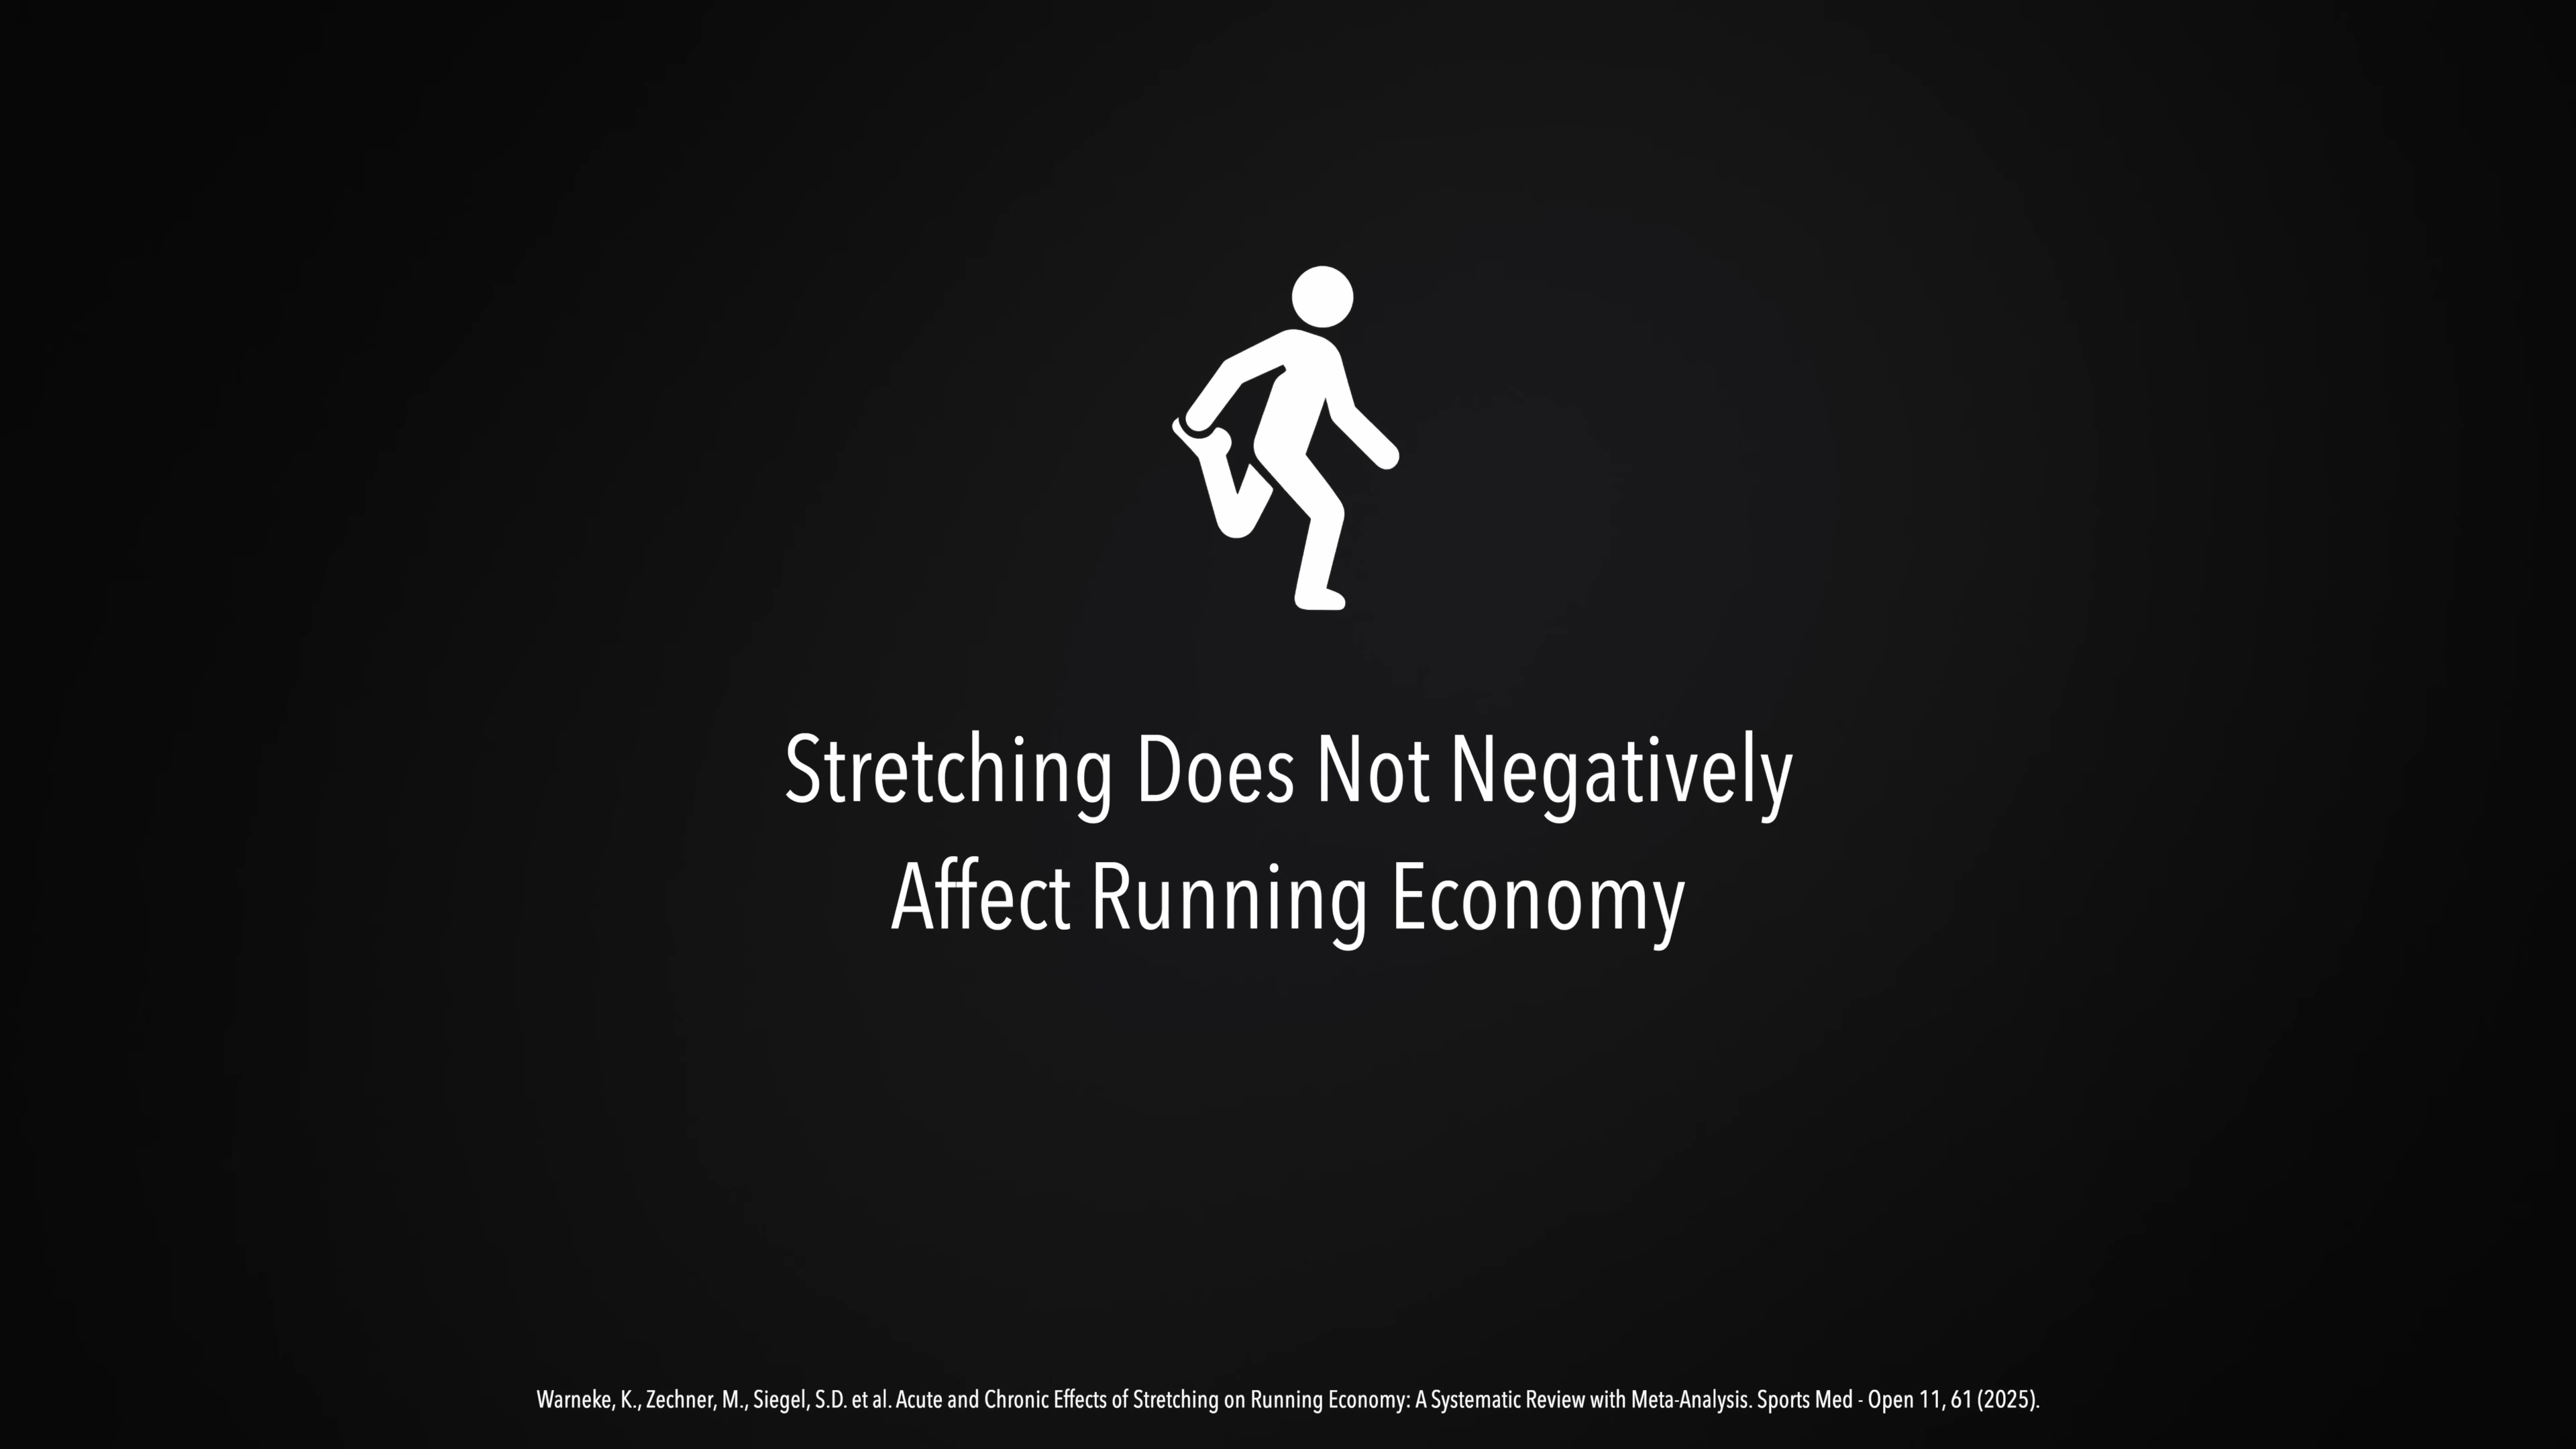 Stretching Does Not Negatively
Affect Running Economy
Warneke, K., Zechner, M., Siegel, S.D. et al. Acute and Chronic Effects of Stretching on Running Economy: A Systematic Review with Meta-Analysis. Sports Med - Open 11, 61 (2025).